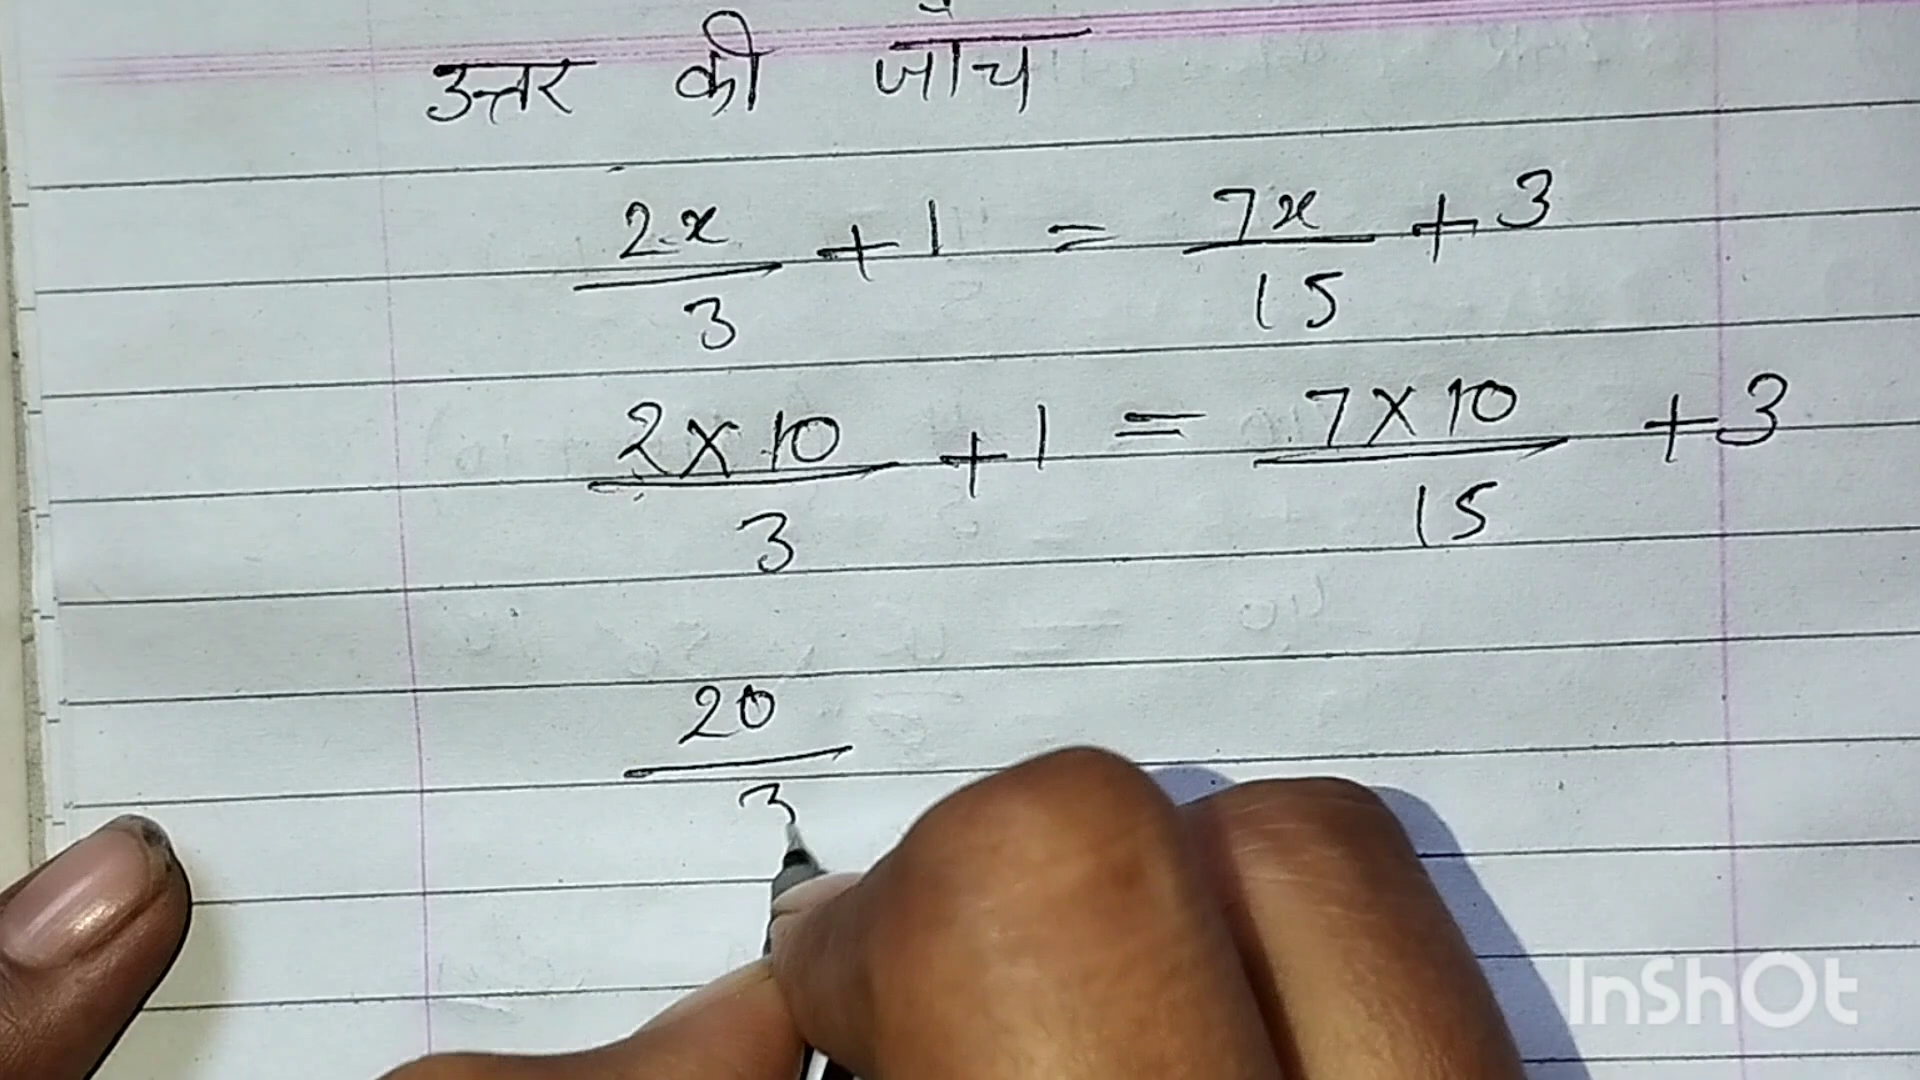 उत्तर की जाँच
2x/3 + 1 = 7x/15 + 3
2×10/3 + 1 = 7×10/15 + 3
20/3
InShOt